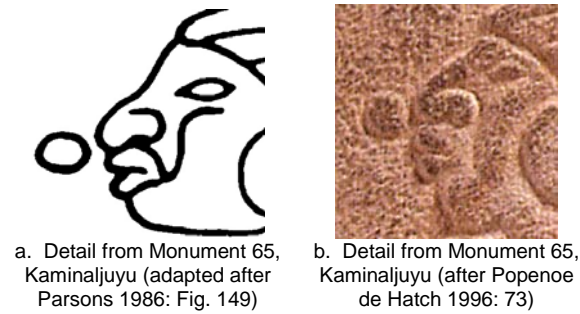 a. Detail from Monument 65,
Kaminaljuyu (adapted after
Parsons 1986: Fig. 149)
b. Detail from Monument 65,
Kaminaljuyu (after Popenoe
de Hatch 1996: 73)